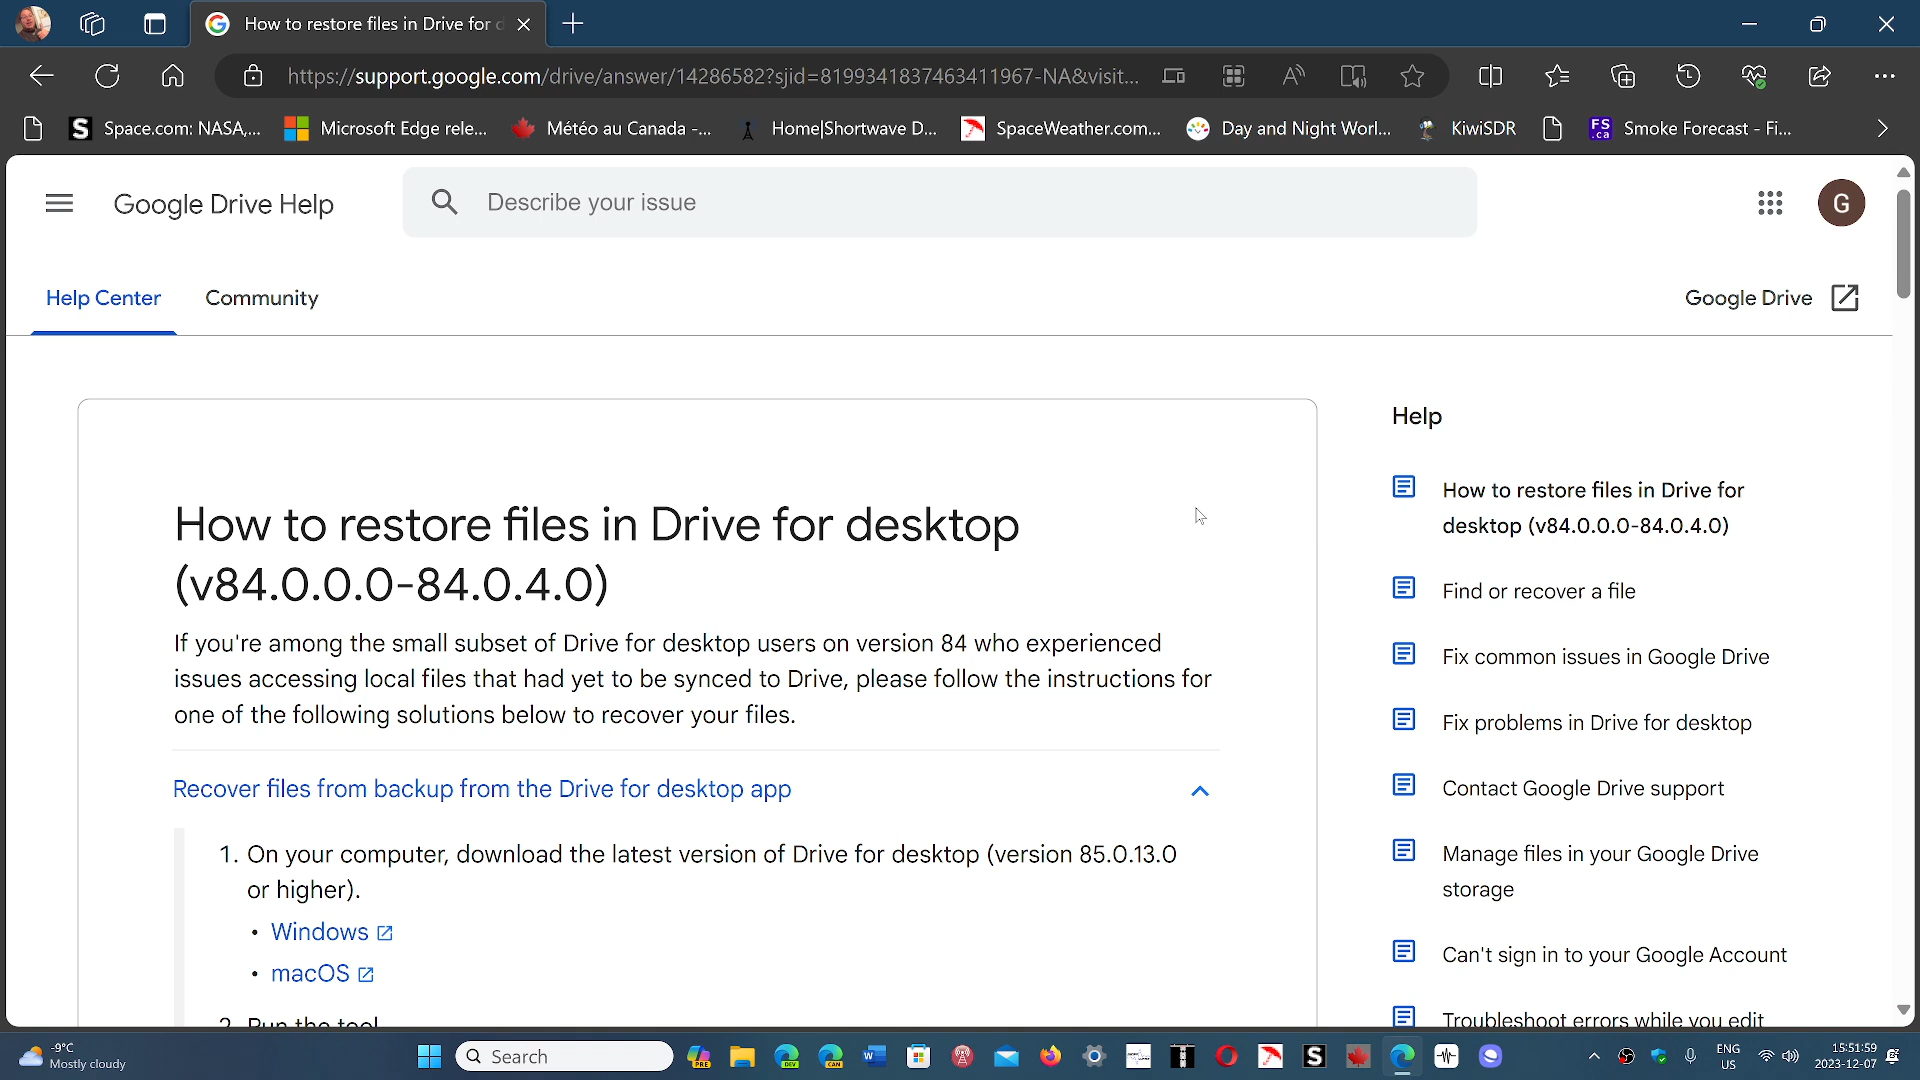 How to restore files in Drive for d
https://support.google.com/drive/answer/14286582?sjid=8199341837463411967-NA&visit...
S Space.com: NASA,... Microsoft Edge rele... Météo au Canada -... Home|Shortwave D... SpaceWeather.com... Day and Night Worl... KiwiSDR FS .ca Smoke Forecast - Fi...
Google Drive Help
Describe your issue
G
Help Center
Community
Google Drive
How to restore files in Drive for desktop
(v84.0.0.0-84.0.4.0)
If you're among the small subset of Drive for desktop users on version 84 who experienced
issues accessing local files that had yet to be synced to Drive, please follow the instructions for
one of the following solutions below to recover your files.
Recover files from backup from the Drive for desktop app
1. On your computer, download the latest version of Drive for desktop (version 85.0.13.0
or higher).
• Windows
• macOS
2. Run the tool
Help
How to restore files in Drive for
desktop (v84.0.0.0-84.0.4.0)
Find or recover a file
Fix common issues in Google Drive
Fix problems in Drive for desktop
Contact Google Drive support
Manage files in your Google Drive
storage
Can't sign in to your Google Account
Troubleshoot errors while you edit
-9°C
Mostly cloudy
Search
PRE
DEV
CAN
S
ENG
US
15:51:59
2023-12-07